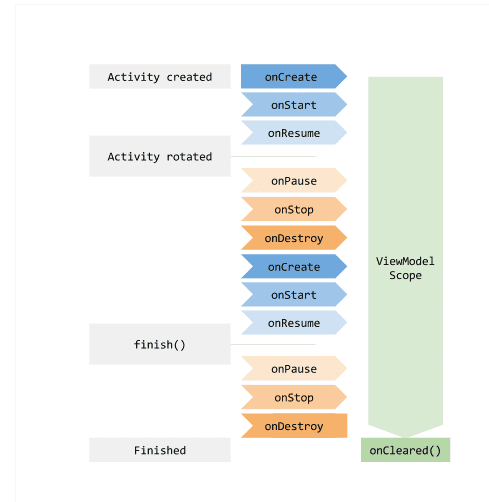 Activity created
onCreate
onStart
onResume
Activity rotated
onPause
onStop
onDestroy
onCreate
onStart
onResume
finish()
onPause
onStop
onDestroy
Finished
ViewModel
Scope
onCleared()